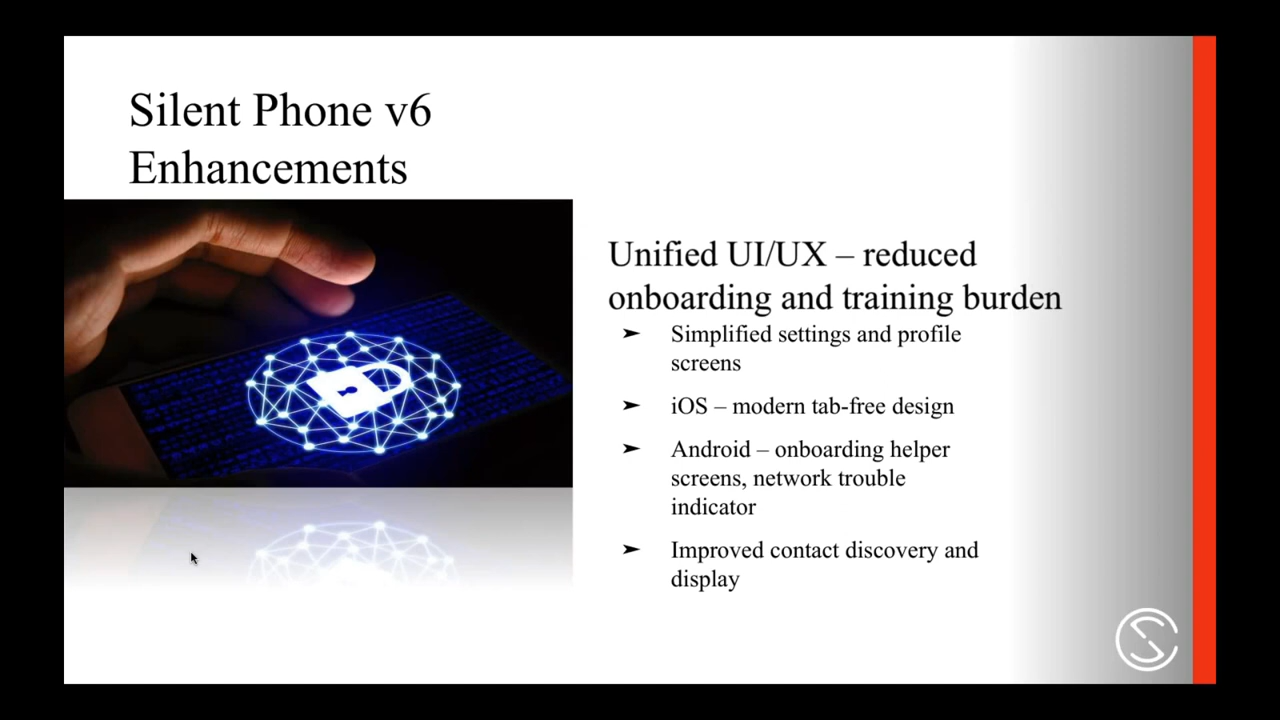 Silent Phone v6
Enhancements
Unified UI/UX – reduced
onboarding and training burden
➤ Simplified settings and profile
screens
➤ iOS – modern tab-free design
➤ Android – onboarding helper
screens, network trouble
indicator
➤ Improved contact discovery and
display